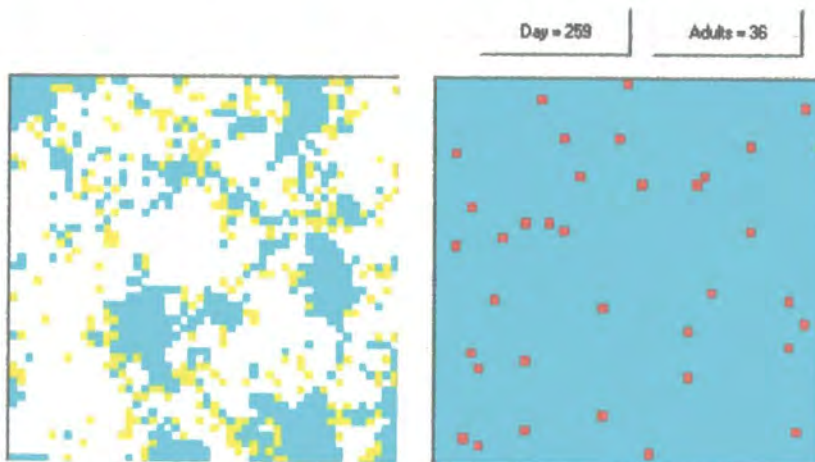 Day = 259
Adults = 36